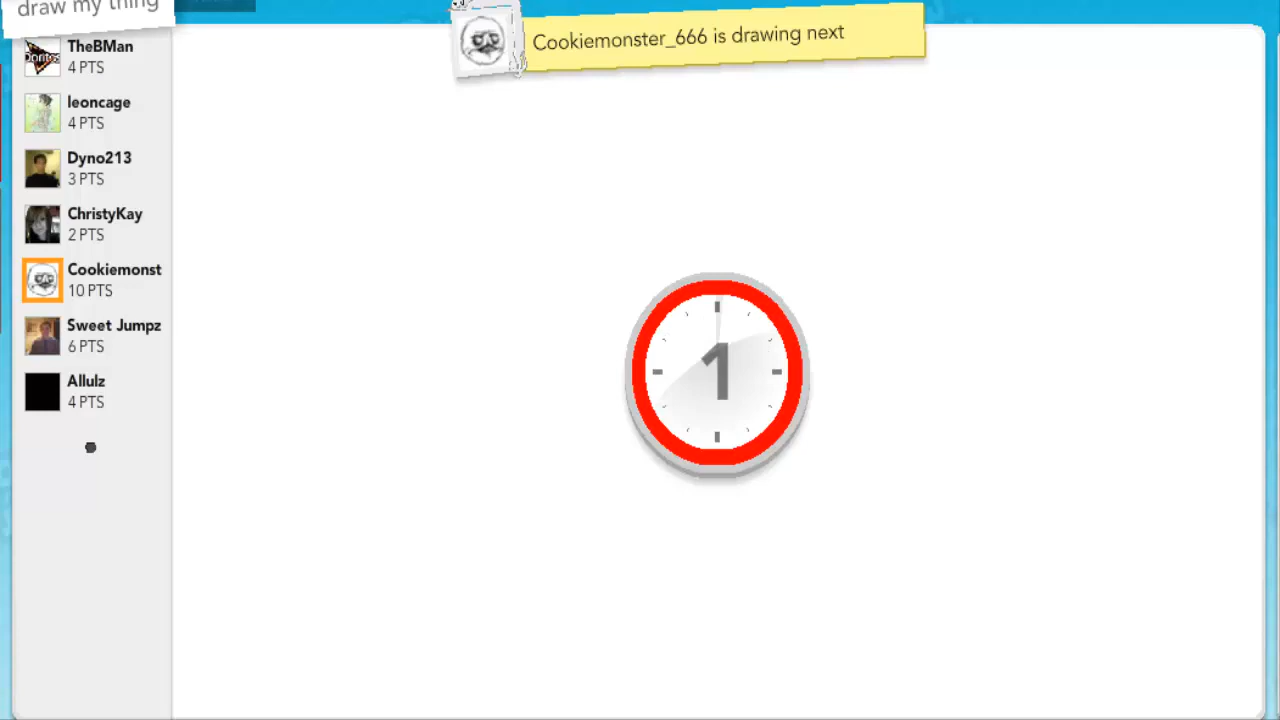 draw my thing
Cookiemonster_666 is drawing next
TheBMan
4 PTS
Doritos
leoncage
4 PTS
Dyno213
3 PTS
ChristyKay
2 PTS
Cookiemonst
10 PTS
Sweet Jumpz
6 PTS
Allulz
4 PTS
1